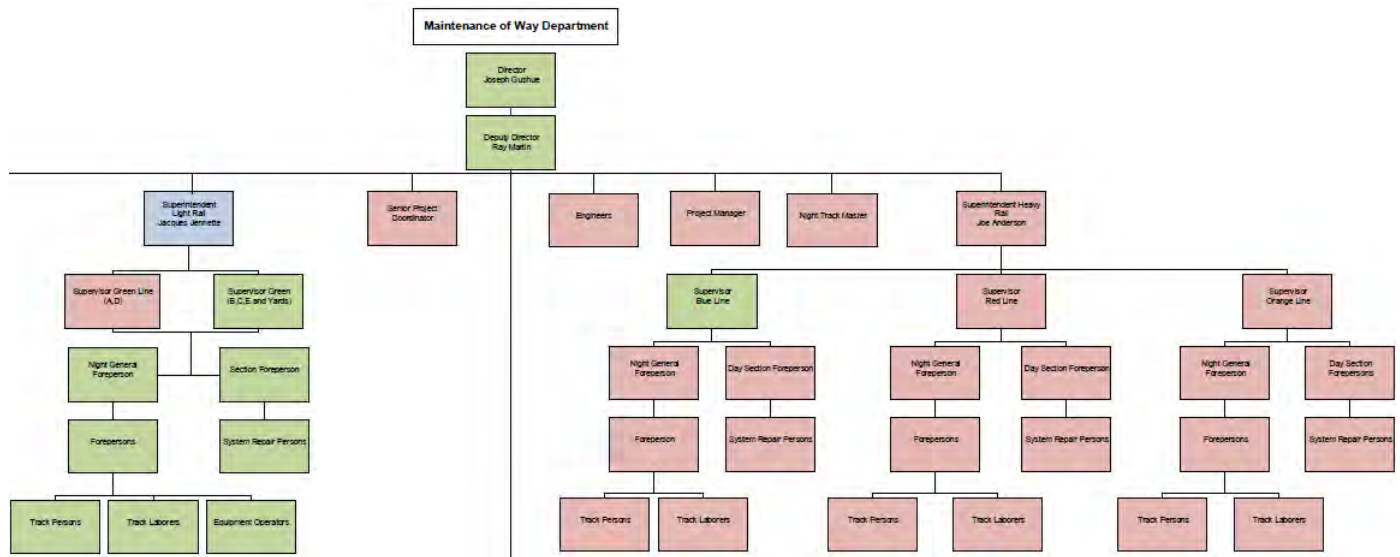 Maintenance of Way Department
Director
Joseph Gushue
Deputy Director
Ray Martin
Superintendent
Light Rail
Jacques Jennette
Senior Project
Doordinator
Engineers
Project Manager
Night Track Master
Superintendent Heavy
Rail
Joe Anderson
Supervisor Green Line
(A,D)
Supervisor Green
(B,C,E and Yards)
Supervisor
Blue Line
Supervisor
Red Line
Supervisor
Orange Line
Night General
Foreperson
Section Foreperson
Night General
Foreperson
Day Section Foreperson
Night General
Foreperson
Day Section Foreperson
Night General
Foreperson
Day Section
Forepersons
Forepersons
System Repair Persons
Foreperson
System Repair Persons
Forepersons
System Repair Persons
Forepersons
System Repair Persons
Track Persons
Track Laborers
Equipment Operators
Track Persons
Track Laborers
Track Persons
Track Laborers
Track Persons
Track Laborers